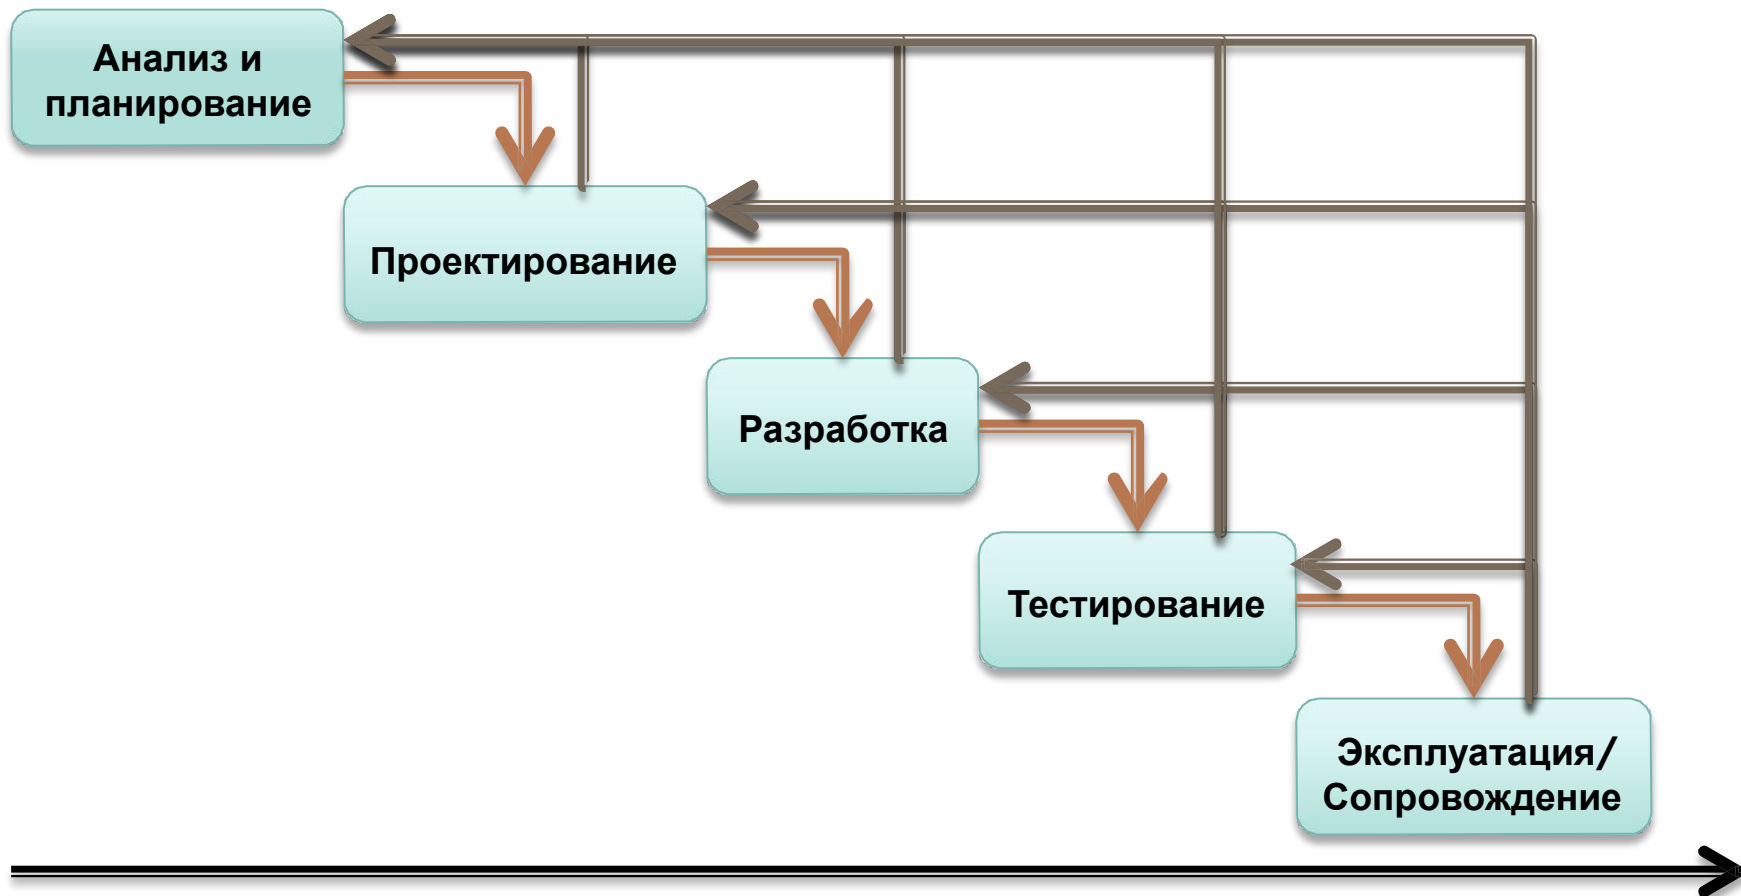 Анализ и
планирование
Проектирование
Разработка
Тестирование
Эксплуатация/
Сопровождение